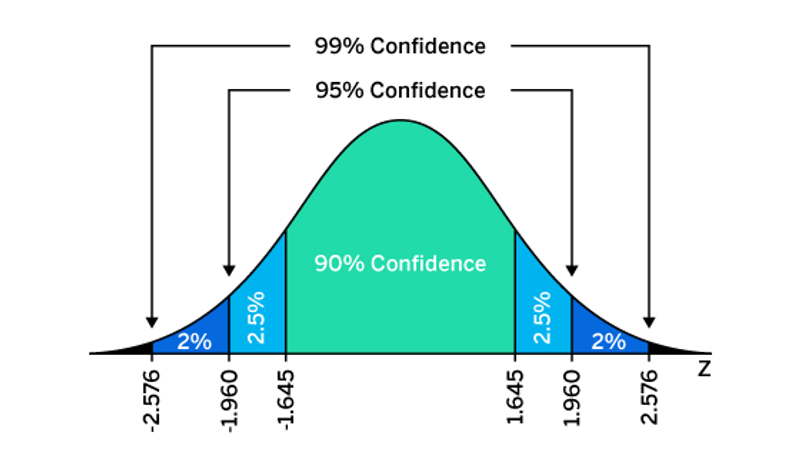 99% Confidence
95% Confidence
90% Confidence
2%
2.5%
2.5%
2%
Z
-2.576
-1.960
-1.645
1.645
1.960
2.576